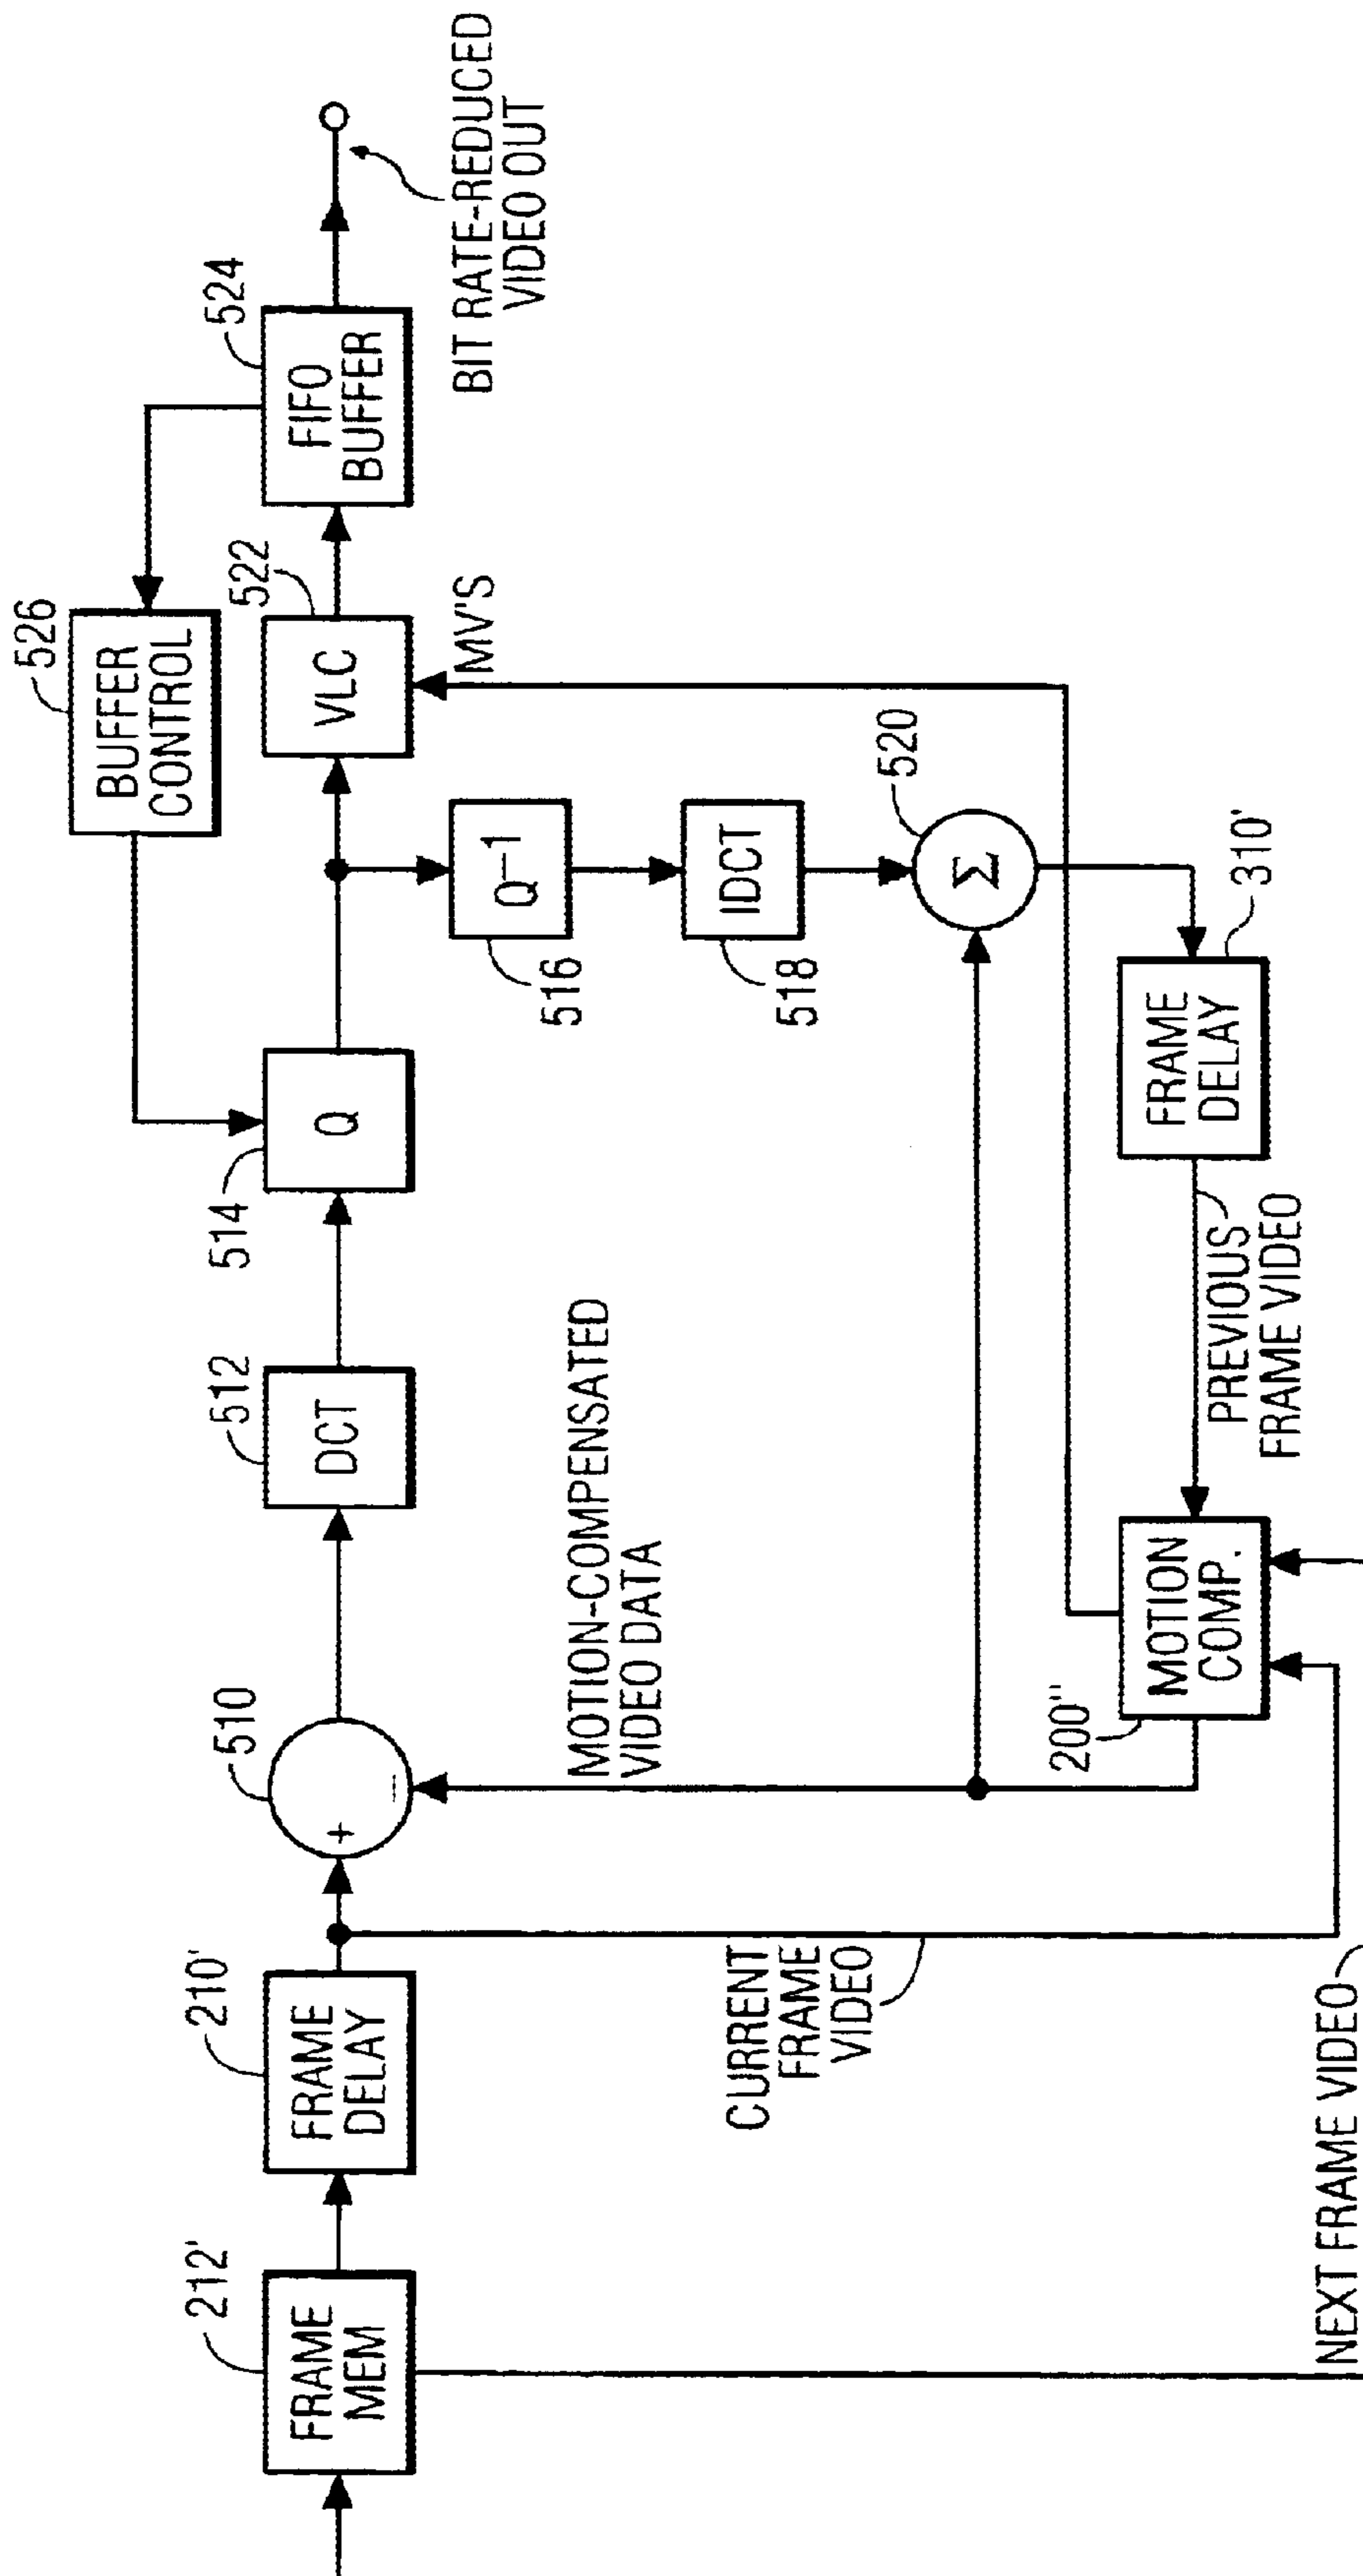 526
BUFFER
CONTROL
212'
FRAME
MEM
210'
FRAME
DELAY
510
+
−
512
DCT
514
Q
522
VLC
524
FIFO
BUFFER
BIT RATE-REDUCED
VIDEO OUT
MV'S
Q-1
516
IDCT
518
Σ
520
MOTION-COMPENSATED
VIDEO DATA
CURRENT
FRAME
VIDEO
200"
MOTION
COMP.
PREVIOUS
FRAME VIDEO
FRAME
DELAY
310'
NEXT FRAME VIDEO